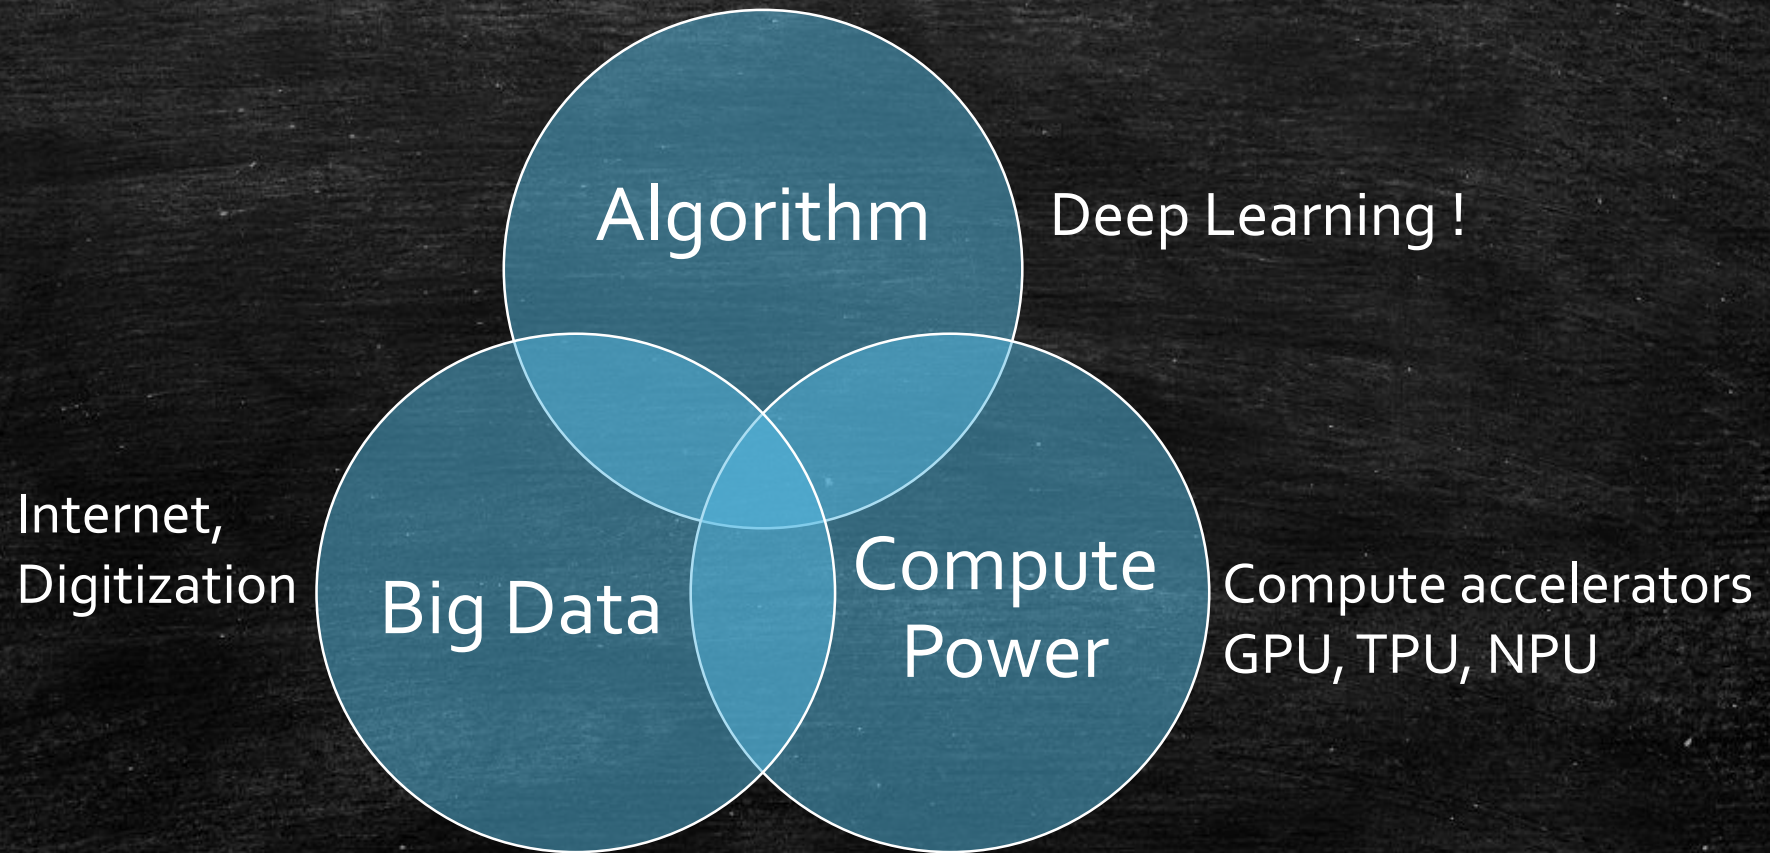 Algorithm
Deep Learning !
Internet,
Digitization
Big Data
Compute
Power
Compute accelerators
GPU, TPU, NPU